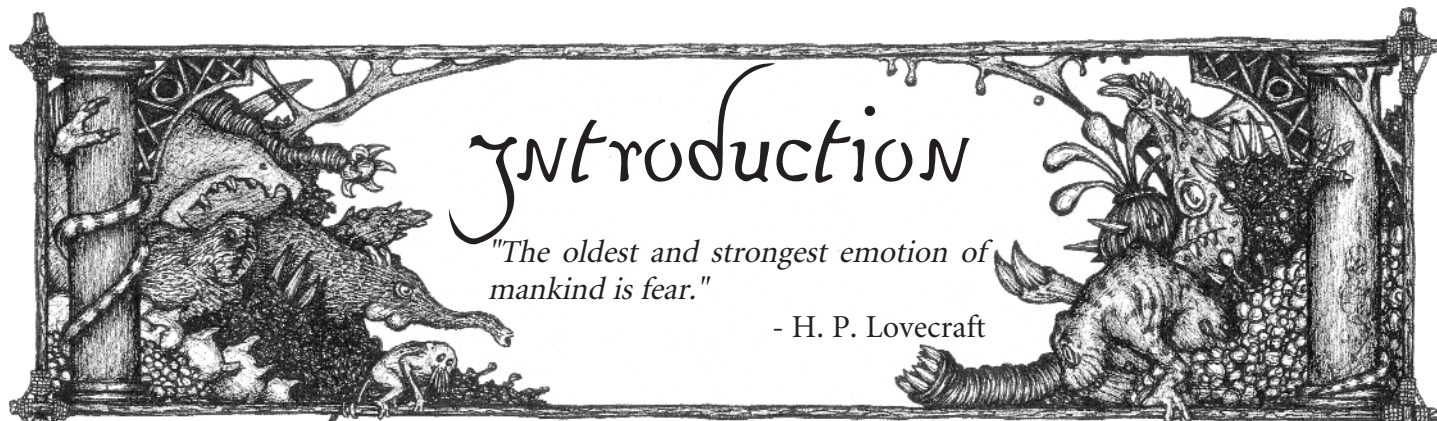 Introduction
"The oldest and strongest emotion of
mankind is fear."
- H. P. Lovecraft